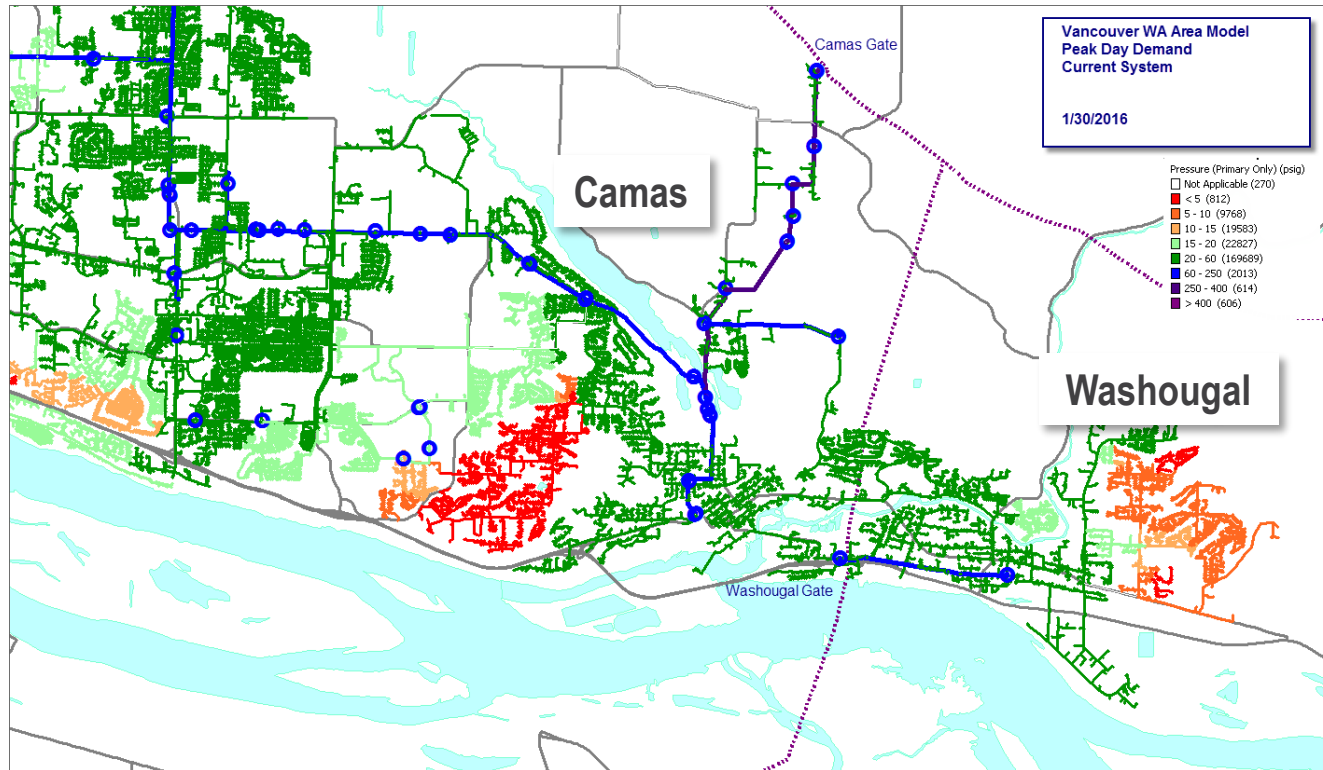 Vancouver WA Area Model
Peak Day Demand
Current System
1/30/2016
Camas Gate
Pressure (Primary Only) (psig)
Not Applicable (270)
< 5 (812)
5 - 10 (9768)
10 - 15 (19583)
15 - 20 (22827)
20 - 60 (169689)
60 - 250 (2013)
250 - 400 (614)
> 400 (606)
Camas
Washougal
Washougal Gate